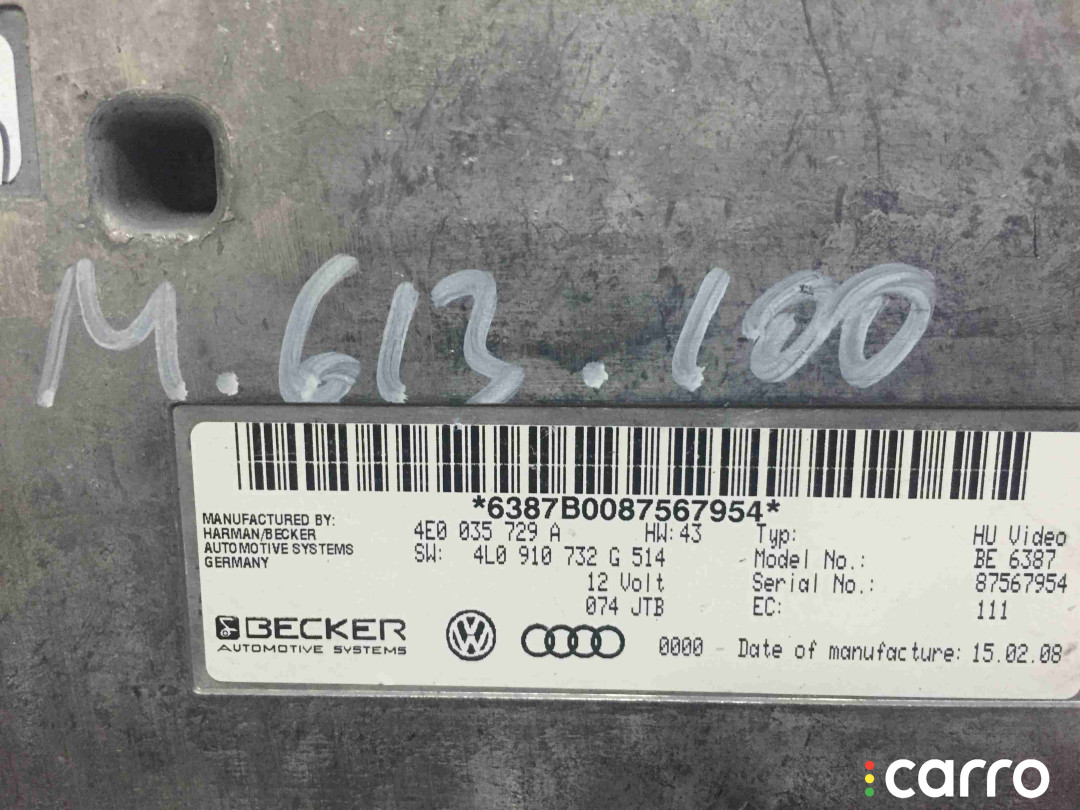 M.613.100
*6387B0087567954*
MANUFACTURED BY:
HARMAN/BECKER
AUTOMOTIVE SYSTEMS
GERMANY
4E0 035 729 A HW:43
SW: 4L0 910 732 G 514
12 Volt
074 JTB
Typ: HU Video
Model No.: BE 6387
Serial No.: 87567954
EC: 111
BECKER
AUTOMOTIVE SYSTEMS
VW
0000 - Date of manufacture: 15.02.08
carro